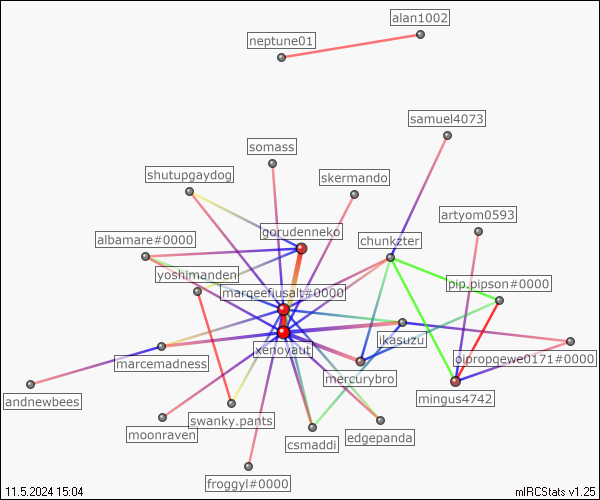 alan1002
neptune01
samuel4073
somass
shutupgaydog
skermando
artyom0593
gorudenneko
albamare#0000
chunkzter
yoshimanden
pip.pipson#0000
marqeefiusalt#0000
ikasuzu
xenoyaut
oipropqewe0171#0000
marcemadness
mercurybro
andnewbees
mingus4742
swanky.pants
moonraven
edgepanda
csmaddi
froggyl#0000
11.5.2024 15:04
mIRCStats v1.25